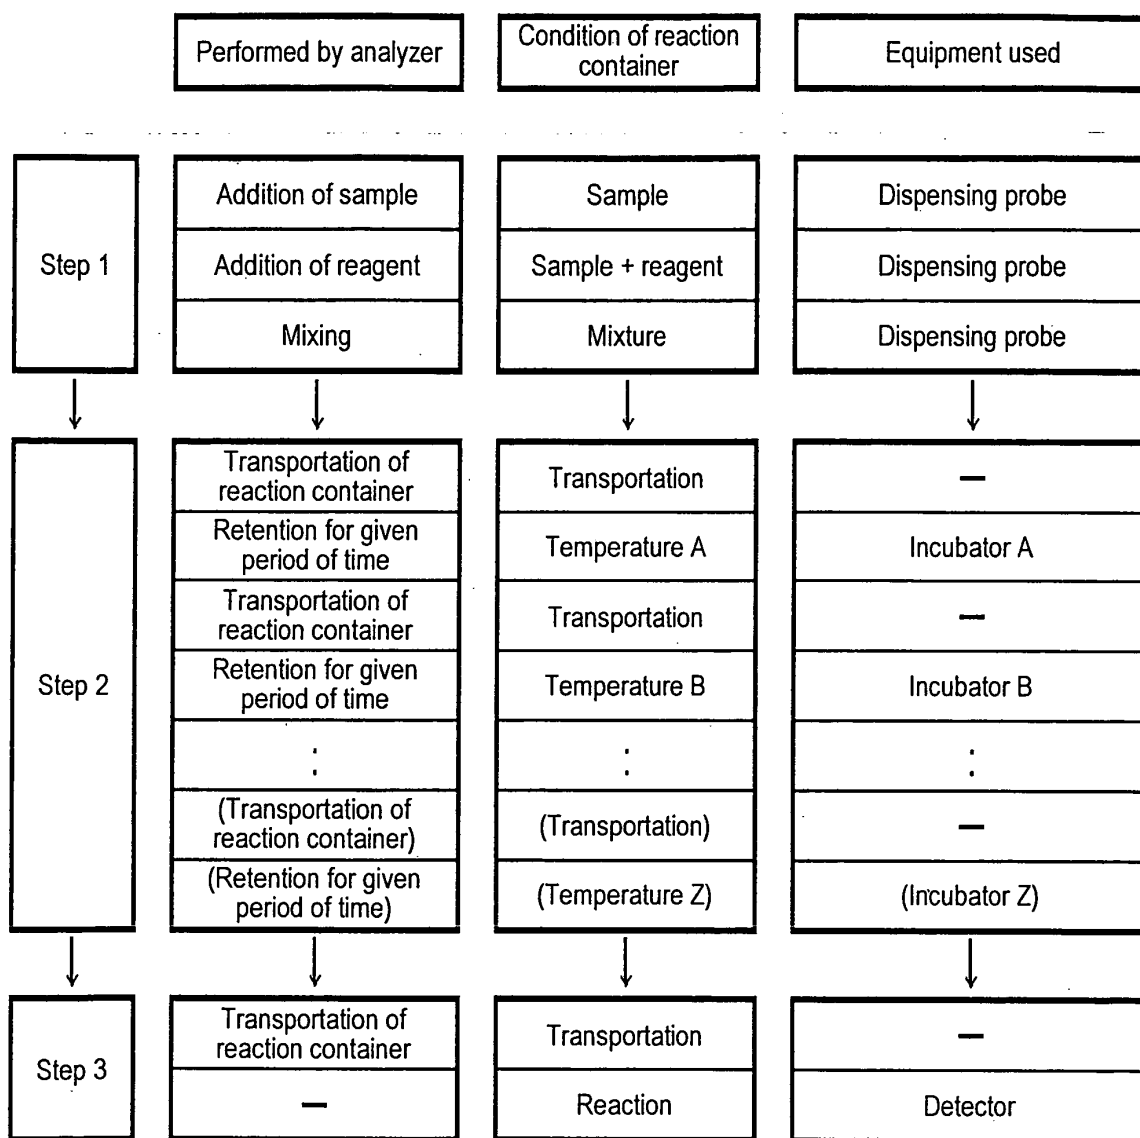 Performed by analyzer
Condition of reaction
container
Equipment used
Step 1
Addition of sample
Sample
Dispensing probe
Addition of reagent
Sample + reagent
Dispensing probe
Mixing
Mixture
Dispensing probe
Step 2
Transportation of
reaction container
Transportation
—
Retention for given
period of time
Temperature A
Incubator A
Transportation of
reaction container
Transportation
—
Retention for given
period of time
Temperature B
Incubator B
:
:
:
(Transportation of
reaction container)
(Transportation)
—
(Retention for given
period of time)
(Temperature Z)
(Incubator Z)
Step 3
Transportation of
reaction container
Transportation
—
—
Reaction
Detector